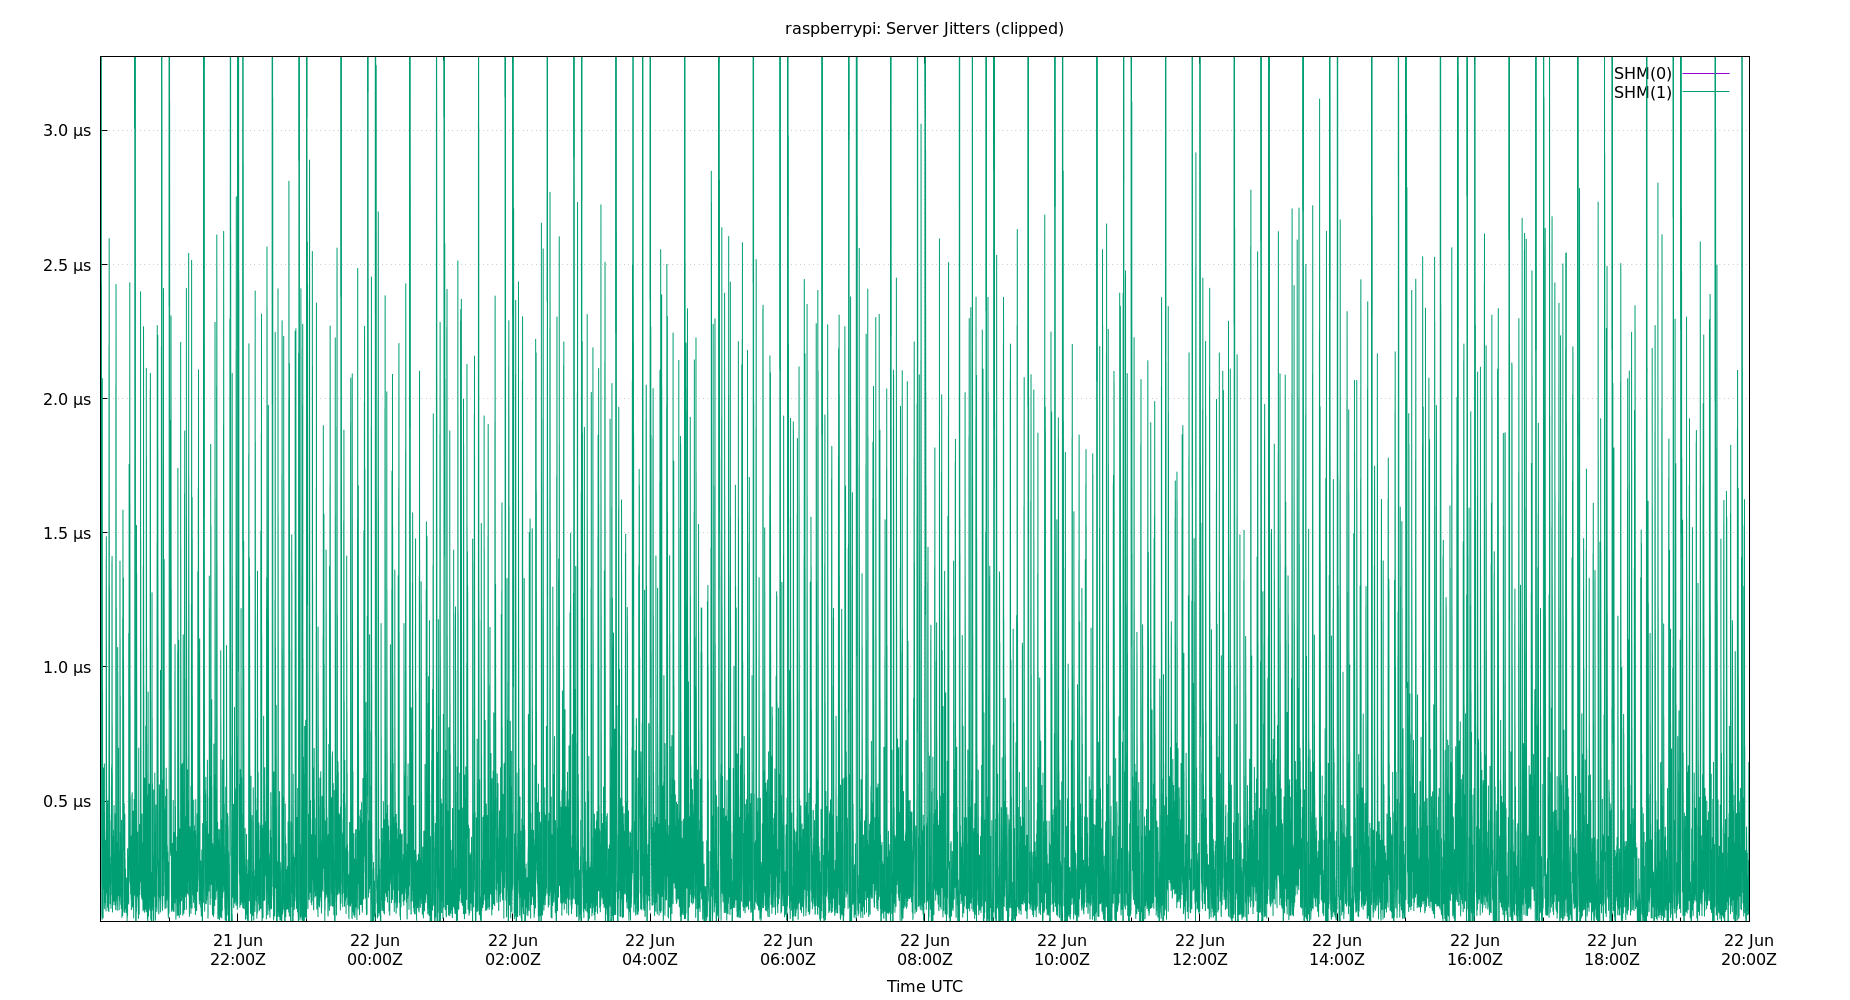 raspberrypi: Server Jitters (clipped)
SHM(0)
SHM(1)
3.0 µs
2.5 µs
2.0 µs
1.5 µs
1.0 µs
0.5 µs
21 Jun 22 Jun 22 Jun 22 Jun 22 Jun 22 Jun 22 Jun 22 Jun 22 Jun 22 Jun 22 Jun 22 Jun
22:00Z 00:00Z 02:00Z 04:00Z 06:00Z 08:00Z 10:00Z 12:00Z 14:00Z 16:00Z 18:00Z 20:00Z
Time UTC